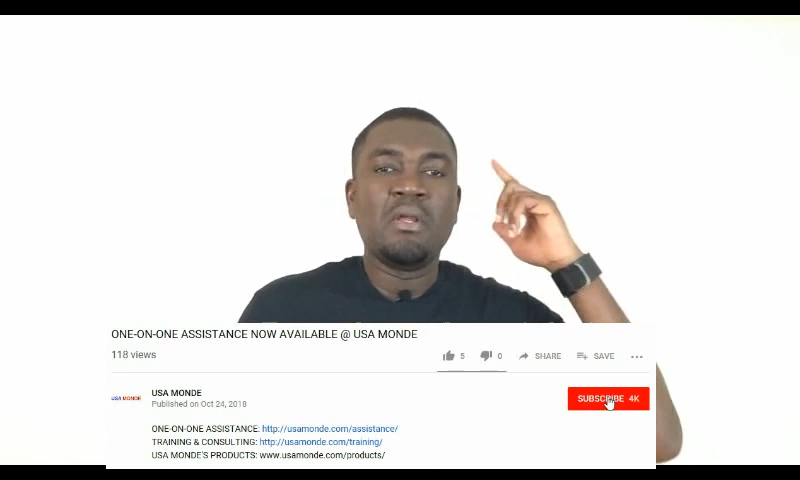 ONE-ON-ONE ASSISTANCE NOW AVAILABLE @ USA MONDE
118 views
5 0 SHARE SAVE
USA MONDE USA MONDE
Published on Oct 24, 2018
SUBSCRIBE 4K
ONE-ON-ONE ASSISTANCE: http://usamonde.com/assistance/
TRAINING & CONSULTING: http://usamonde.com/training/
USA MONDE'S PRODUCTS: www.usamonde.com/products/